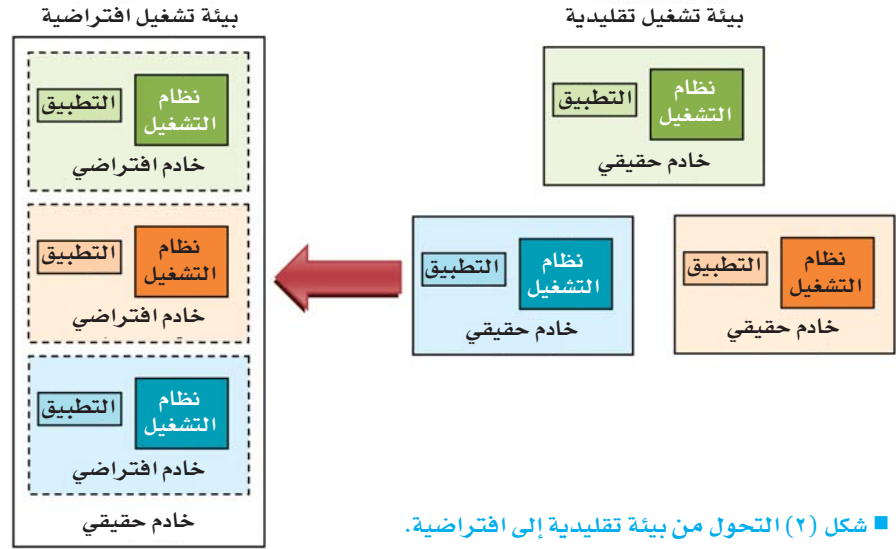 بيئة تشغيل تقليدية
نظام
التشغيل
التطبيق
خادم حقيقي
نظام
التشغيل
التطبيق
خادم حقيقي
نظام
التشغيل
التطبيق
خادم حقيقي
بيئة تشغيل افتراضية
نظام
التشغيل
التطبيق
خادم افتراضي
نظام
التشغيل
التطبيق
خادم افتراضي
نظام
التشغيل
التطبيق
خادم افتراضي
خادم حقيقي
■ شكل (٢) التحول من بيئة تقليدية إلى افتراضية.